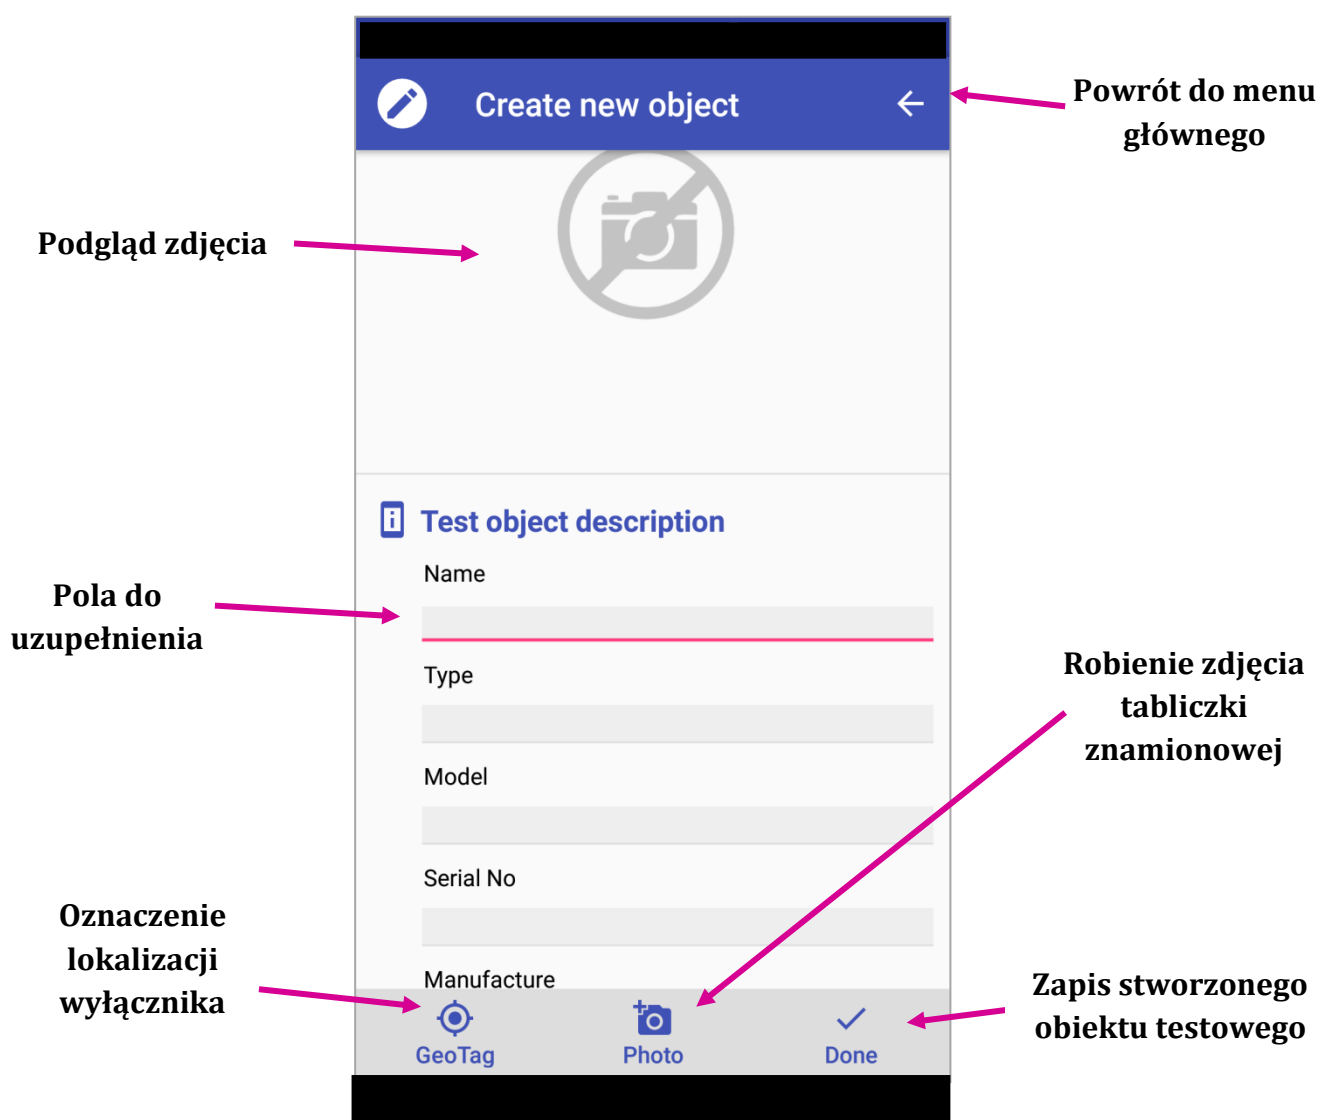 Create new object
Powrót do menu
głównego
Podgląd zdjęcia
Test object description
Name
Pola do
uzupełnienia
Type
Robienie zdjęcia
tabliczki
znamionowej
Model
Serial No
Oznaczenie
lokalizacji
wyłącznika
Manufacture
Zapis stworzonego
obiektu testowego
GeoTag
Photo
Done